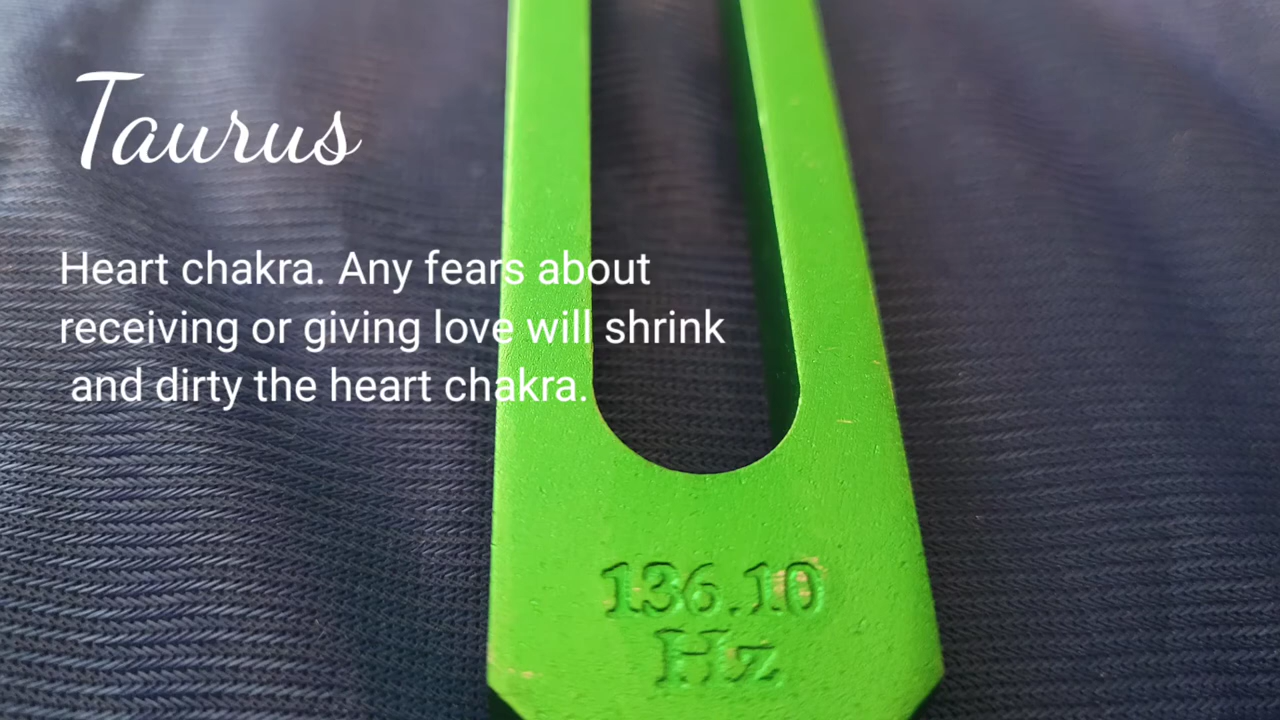 Taurus
Heart chakra. Any fears about
receiving or giving love will shrink
and dirty the heart chakra.
136.10
Hz